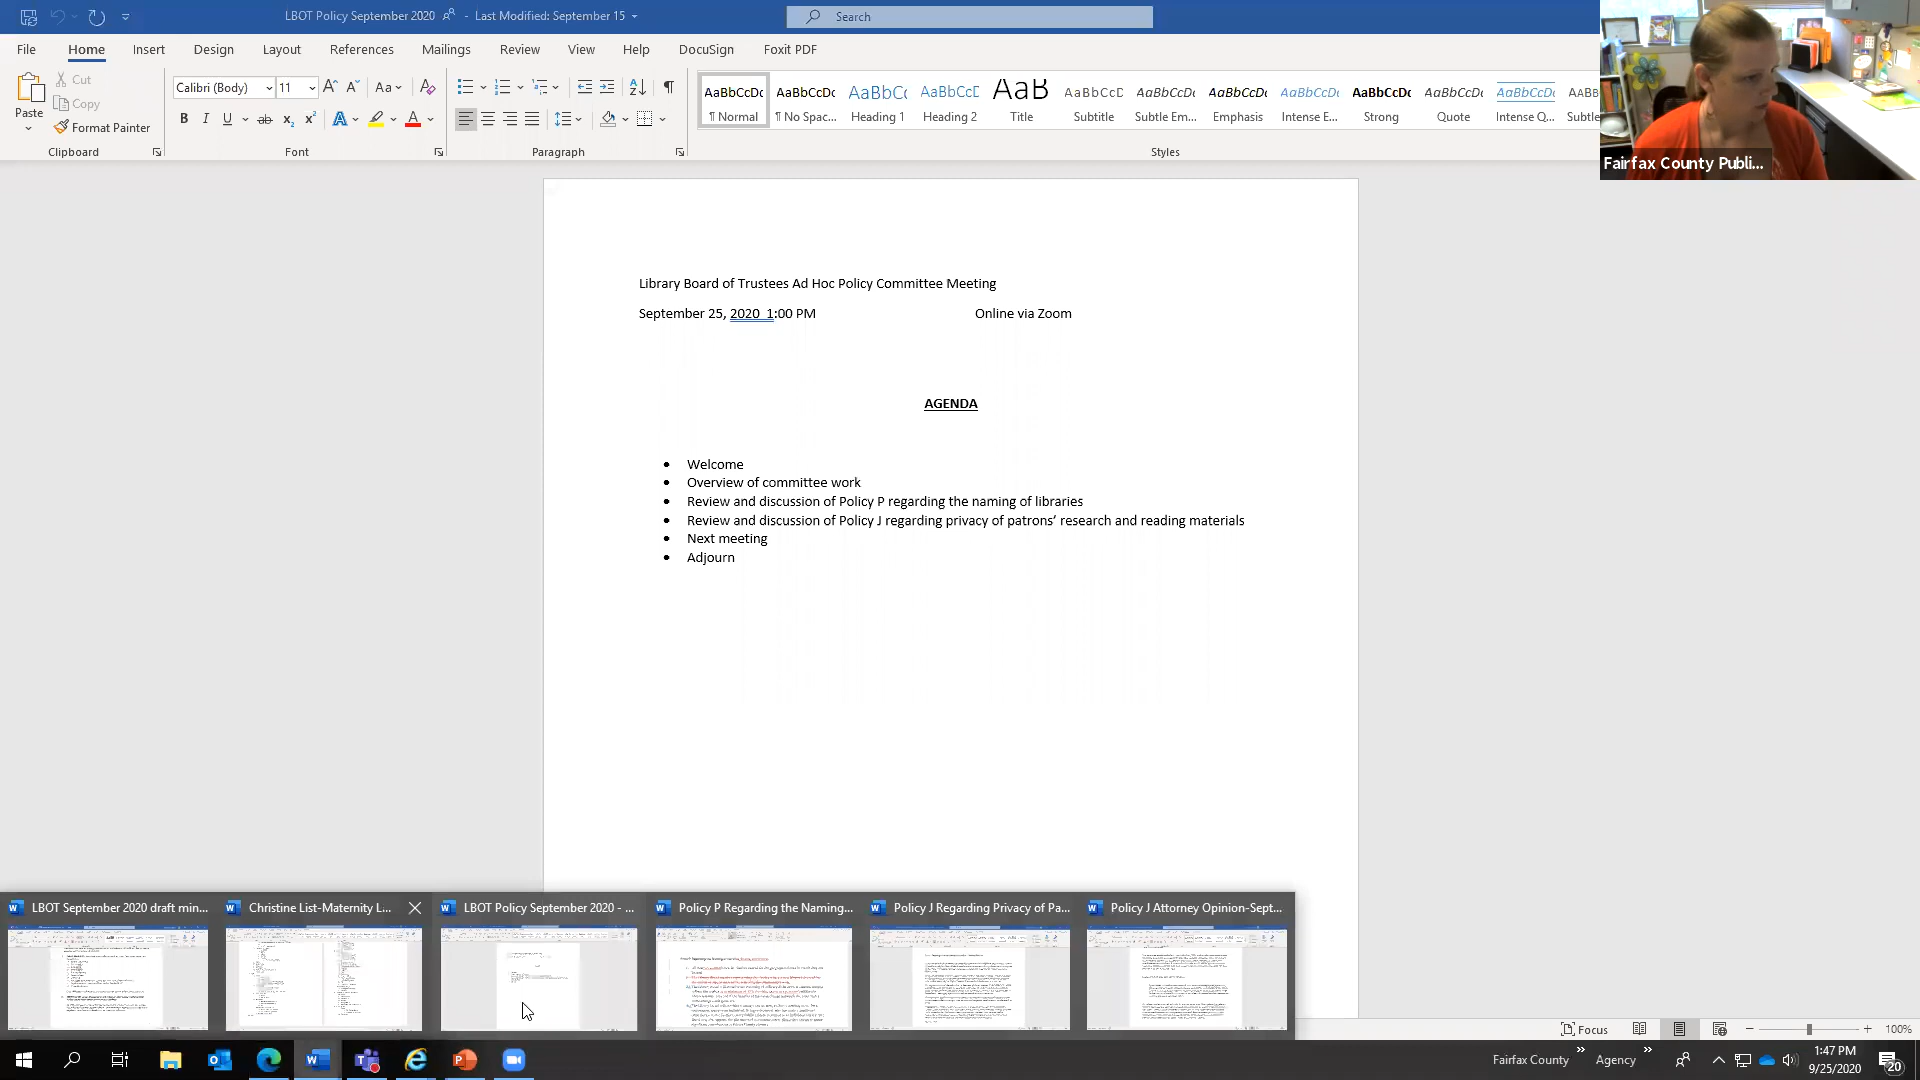 LBOT Policy September 2020 - Last Modified: September 15
Search
File Home Insert Design Layout References Mailings Review View Help DocuSign Foxit PDF
Paste
Cut
Copy
Format Painter
Clipboard
Calibri (Body) 11
Font
Paragraph
AaBbCcDc ¶ Normal
AaBbCcDc ¶ No Spac...
AaBbCc Heading 1
AaBbCcD Heading 2
AaB Title
AaBbCcD Subtitle
AaBbCcDc Subtle Em...
AaBbCcDc Emphasis
AaBbCcDc Intense E...
AaBbCcDc Strong
AaBbCcDc Quote
AaBbCcDc Intense Q...
AABB Subtle
Styles
Fairfax County Publi...
Library Board of Trustees Ad Hoc Policy Committee Meeting
September 25, 2020 1:00 PM Online via Zoom
AGENDA
• Welcome
• Overview of committee work
• Review and discussion of Policy P regarding the naming of libraries
• Review and discussion of Policy J regarding privacy of patrons’ research and reading materials
• Next meeting
• Adjourn
LBOT September 2020 draft min...
Christine List-Maternity L...
LBOT Policy September 2020 - ...
Policy P Regarding the Naming...
Policy J Regarding Privacy of Pa...
Policy J Attorney Opinion-Sept...
Focus
100%
Fairfax County » Agency »
1:47 PM
9/25/2020
20